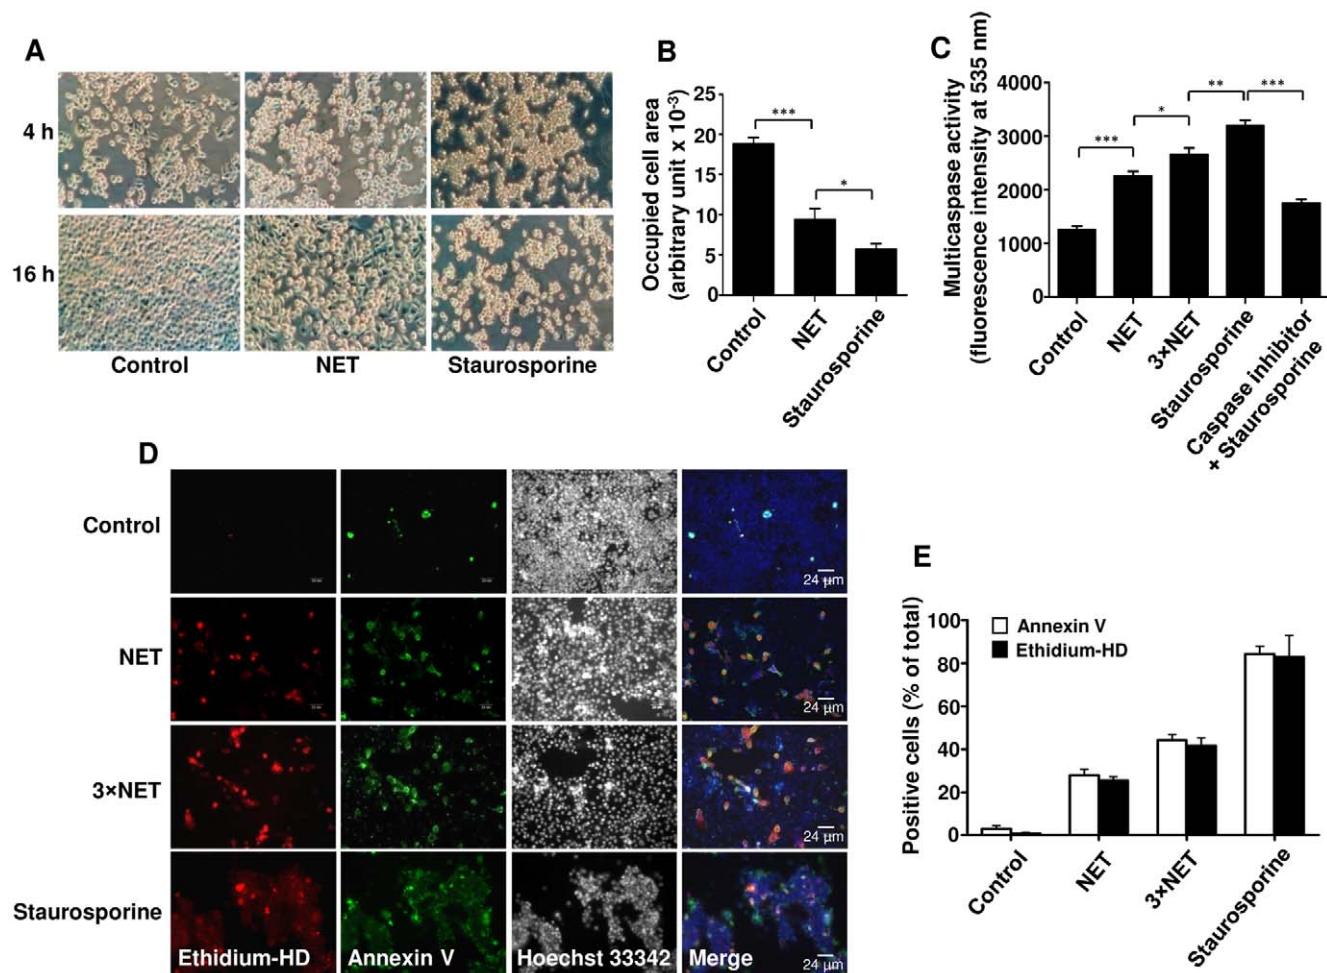 A
4 h
16 h
Control
NET
Staurosporine
B
Occupied cell area
(arbitrary unit x 10-3)
25
20
15
10
5
0
***
*
Control
NET
Staurosporine
C
Multicaspase activity
(fluorescence intensity at 535 nm)
4000
3000
2000
1000
0
***
*
**
***
Control
NET
3×NET
Staurosporine
Caspase inhibitor
+ Staurosporine
D
Control
24 µm
NET
24 µm
3×NET
24 µm
Staurosporine
24 µm
Ethidium-HD
Annexin V
Hoechst 33342
Merge
E
Positive cells (% of total)
100
80
60
40
20
0
Annexin V
Ethidium-HD
Control
NET
3×NET
Staurosporine